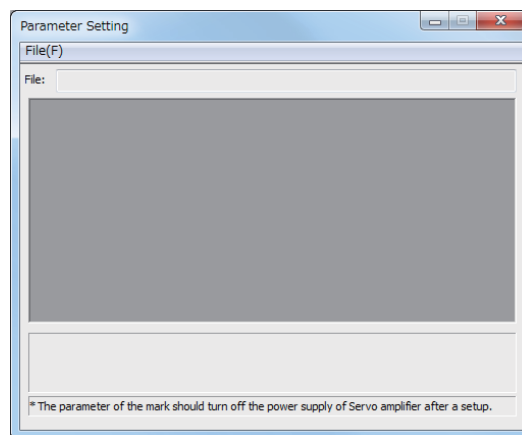 Parameter Setting
File(F)
File:
* The parameter of the mark should turn off the power supply of Servo amplifier after a setup.